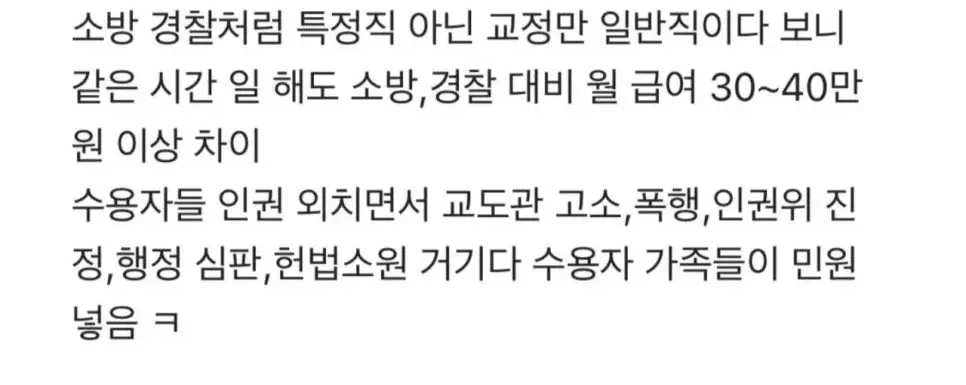 소방 경찰처럼 특정직 아닌 교정만 일반직이다 보니
같은 시간 일 해도 소방,경찰 대비 월 급여 30~40만
원 이상 차이
수용자들 인권 외치면서 교도관 고소,폭행,인권위 진
정,행정 심판,헌법소원 거기다 수용자 가족들이 민원
넣음 ㅋ